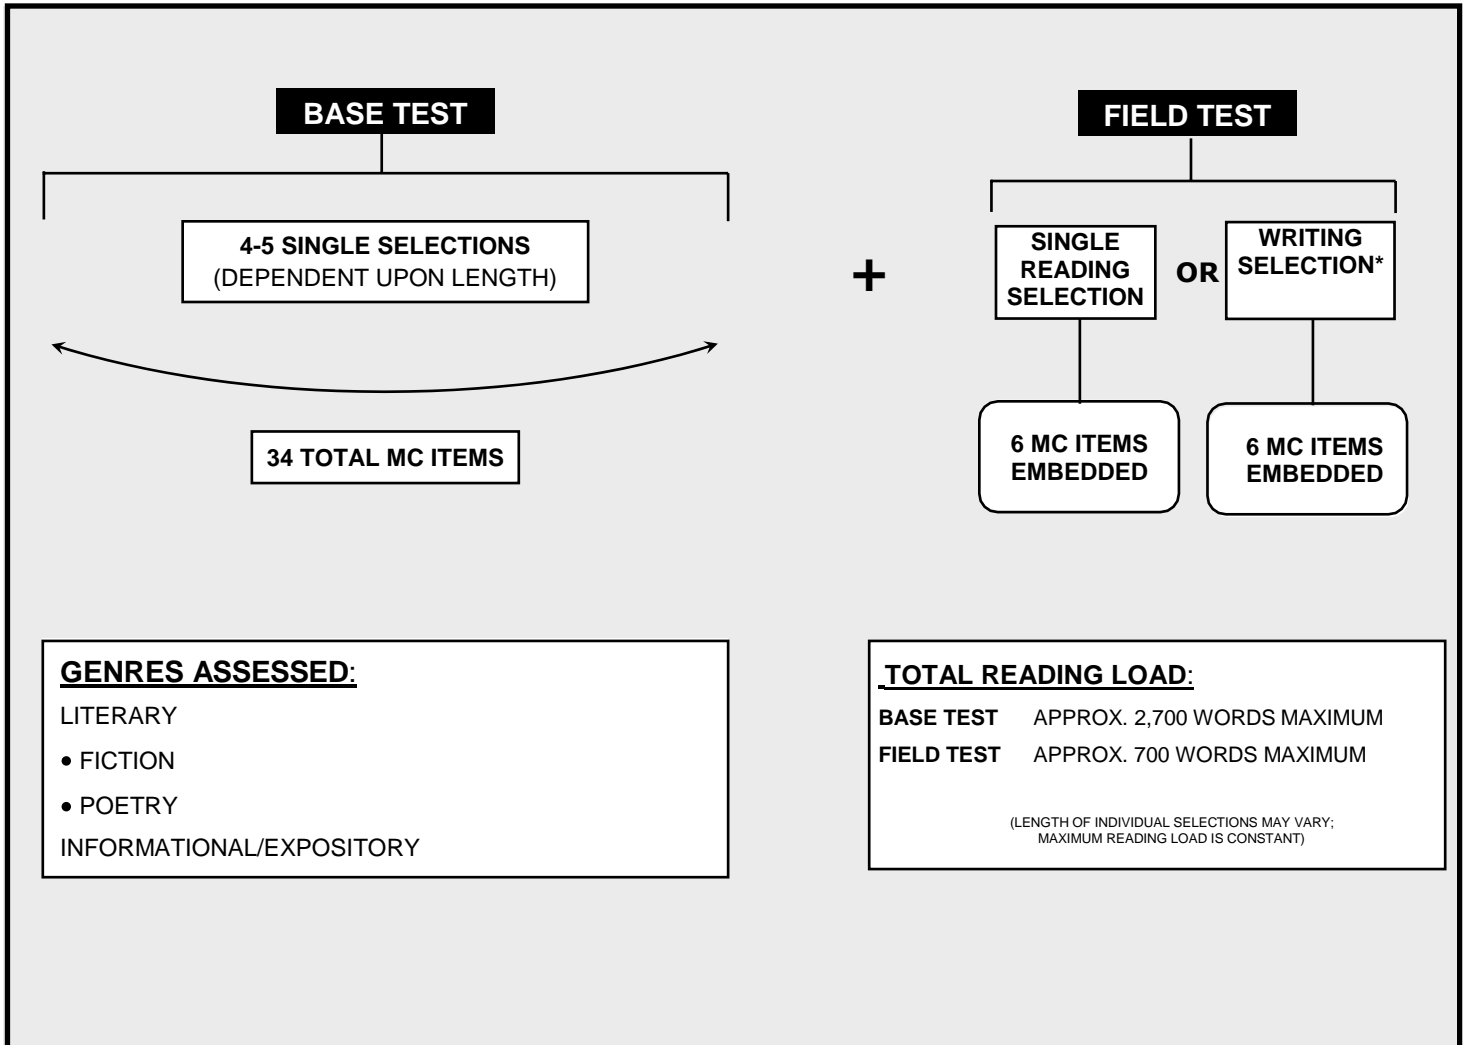 BASE TEST
4-5 SINGLE SELECTIONS
(DEPENDENT UPON LENGTH)
34 TOTAL MC ITEMS
+
FIELD TEST
SINGLE
READING
SELECTION
OR
WRITING
SELECTION*
6 MC ITEMS
EMBEDDED
6 MC ITEMS
EMBEDDED
GENRES ASSESSED:
LITERARY
• FICTION
• POETRY
INFORMATIONAL/EXPOSITORY
TOTAL READING LOAD:
BASE TEST APPROX. 2,700 WORDS MAXIMUM
FIELD TEST APPROX. 700 WORDS MAXIMUM
(LENGTH OF INDIVIDUAL SELECTIONS MAY VARY;
MAXIMUM READING LOAD IS CONSTANT)